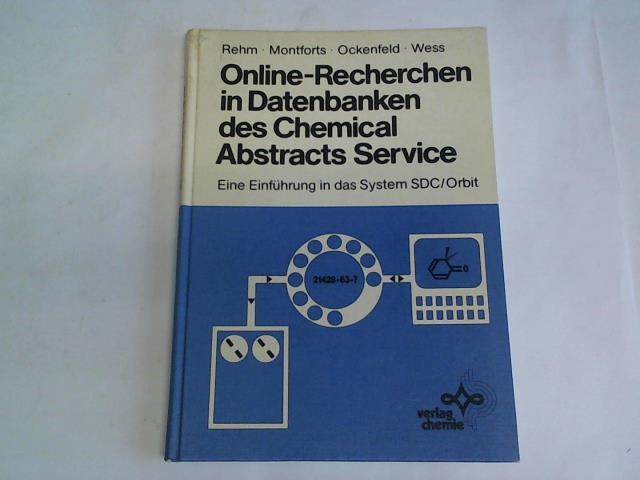 Rehm · Montforts · Ockenfeld · Wess
Online-Recherchen
in Datenbanken
des Chemical
Abstracts Service
Eine Einführung in das System SDC/Orbit
21428-63-7
O
verlag
chemie